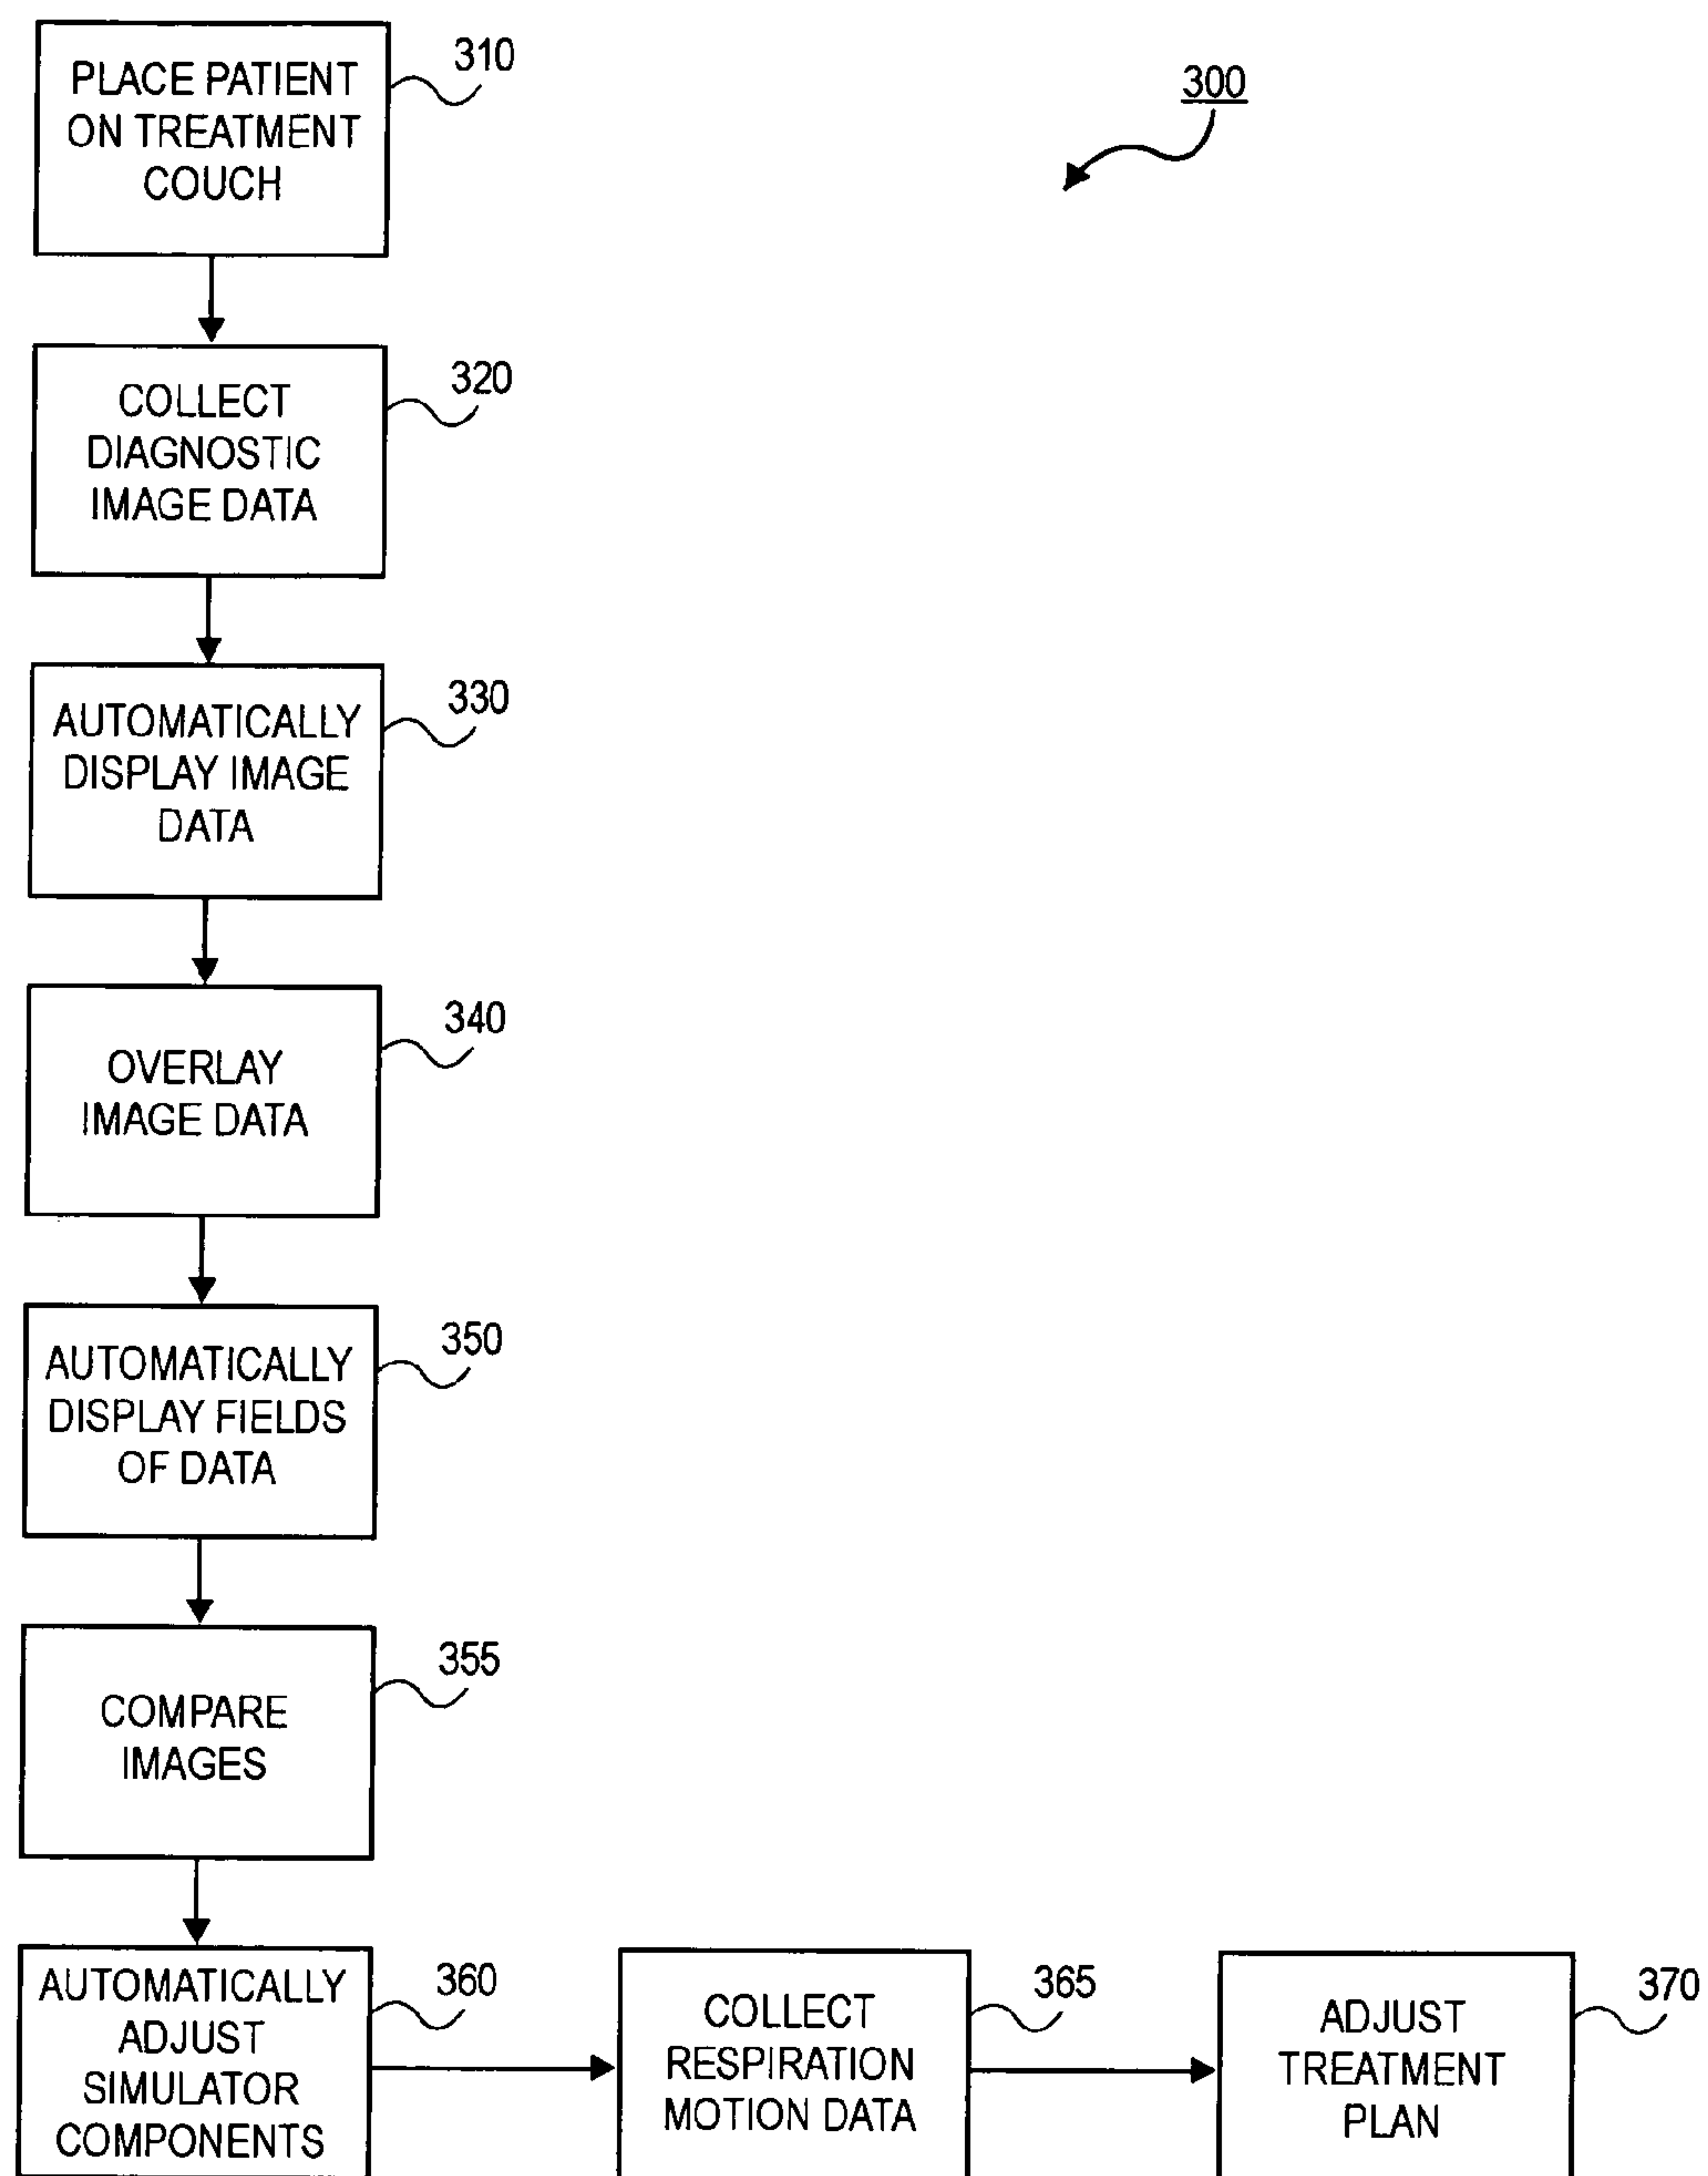 PLACE PATIENT
ON TREATMENT
COUCH
310
300
COLLECT
DIAGNOSTIC
IMAGE DATA
320
AUTOMATICALLY
DISPLAY IMAGE
DATA
330
OVERLAY
IMAGE DATA
340
AUTOMATICALLY
DISPLAY FIELDS
OF DATA
350
COMPARE
IMAGES
355
AUTOMATICALLY
ADJUST
SIMULATOR
COMPONENTS
360
COLLECT
RESPIRATION
MOTION DATA
365
ADJUST
TREATMENT
PLAN
370